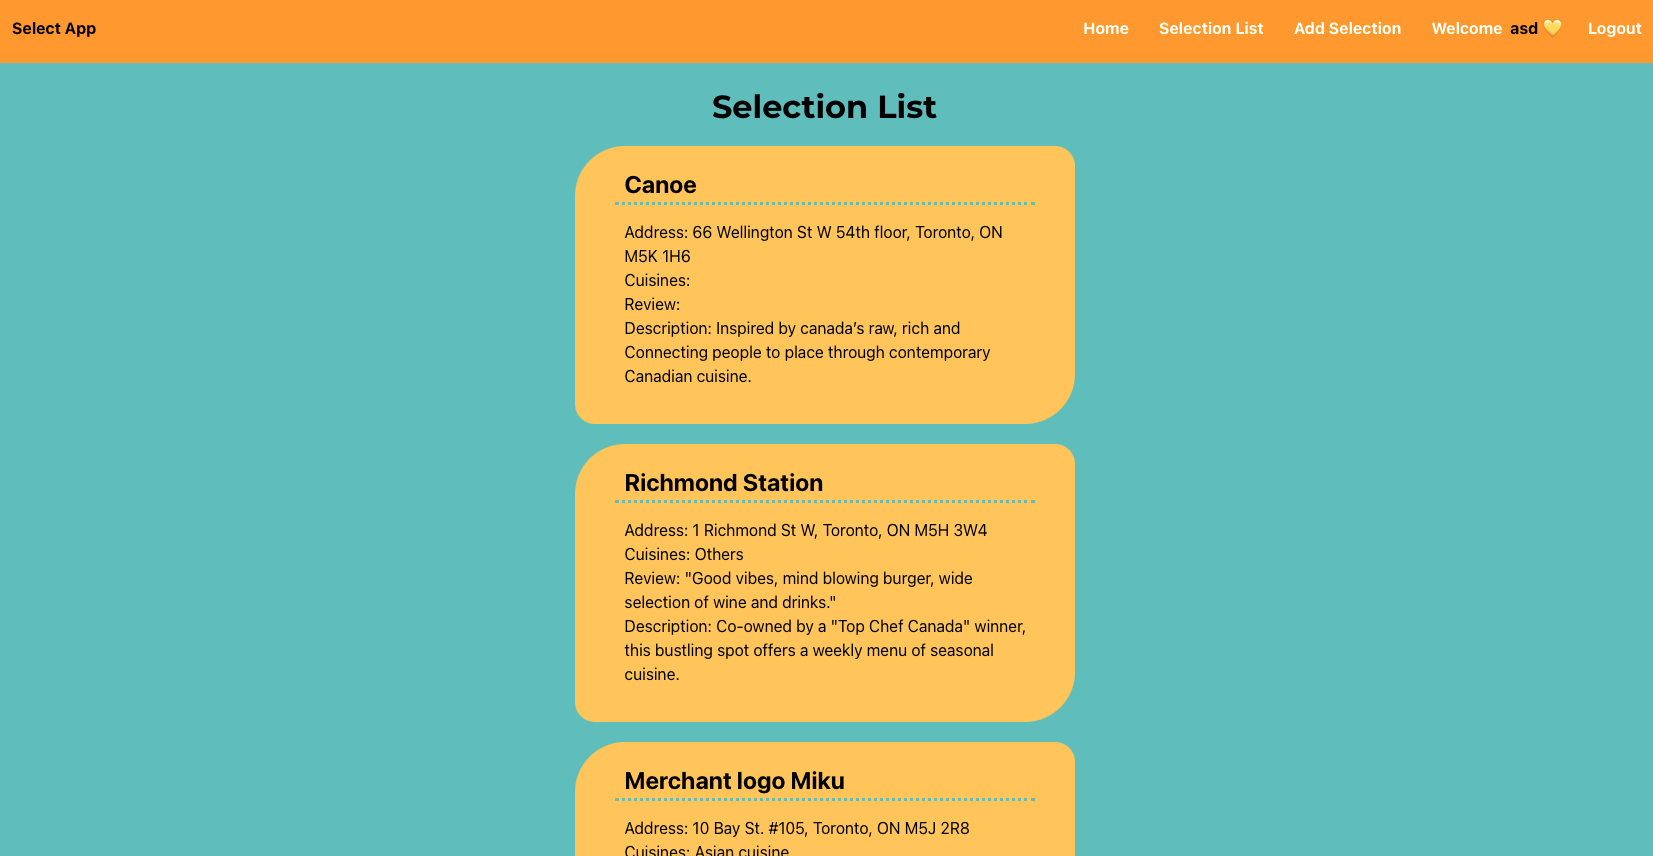 Select App
Home
Selection List
Add Selection
Welcome asd 💛
Logout
Selection List
Canoe
Address: 66 Wellington St W 54th floor, Toronto, ON
M5K 1H6
Cuisines:
Review:
Description: Inspired by canada’s raw, rich and
Connecting people to place through contemporary
Canadian cuisine.
Richmond Station
Address: 1 Richmond St W, Toronto, ON M5H 3W4
Cuisines: Others
Review: "Good vibes, mind blowing burger, wide
selection of wine and drinks."
Description: Co-owned by a "Top Chef Canada" winner,
this bustling spot offers a weekly menu of seasonal
cuisine.
Merchant logo Miku
Address: 10 Bay St. #105, Toronto, ON M5J 2R8
Cuisines: Asian cuisine